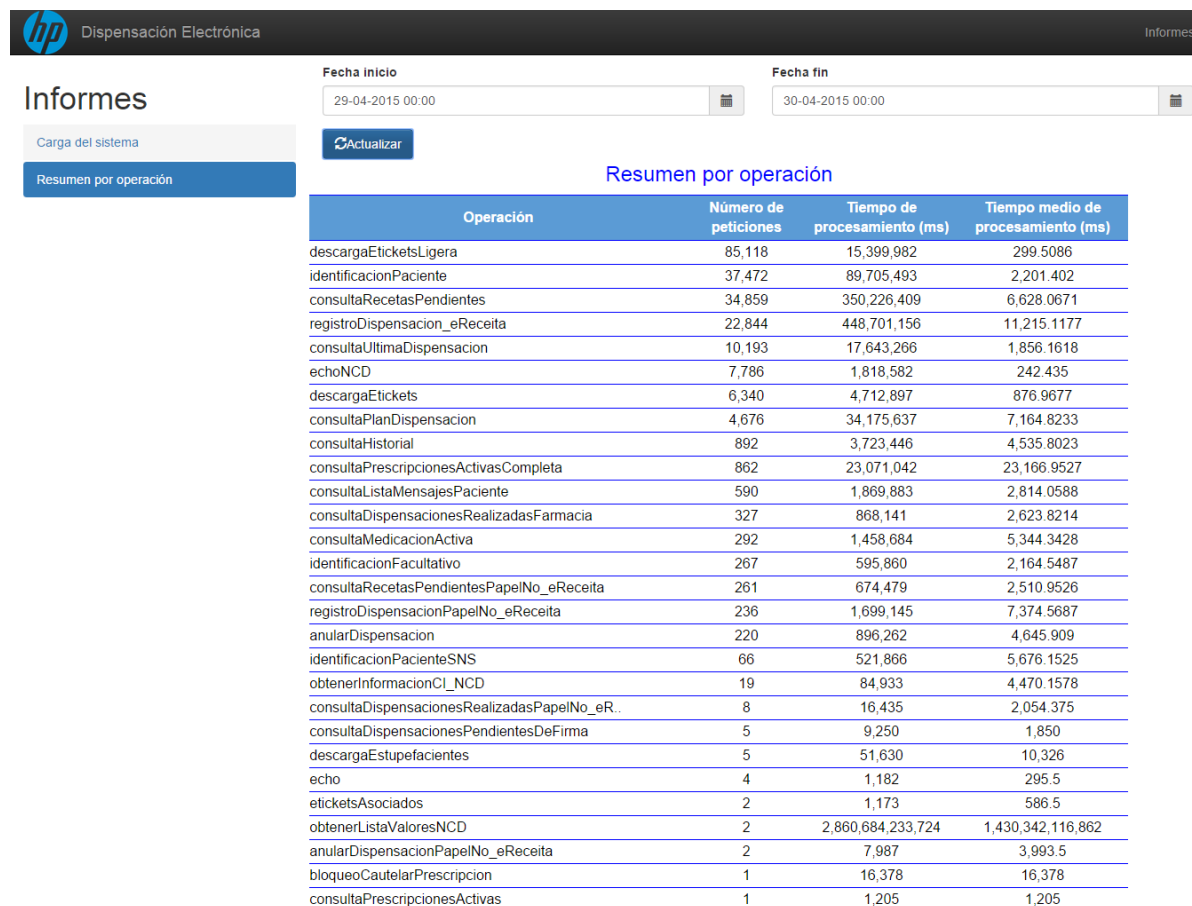 hp Dispensación Electrónica Informes
Informes
Carga del sistema
Resumen por operación
Fecha inicio Fecha fin
29-04-2015 00:00 30-04-2015 00:00
Actualizar
Resumen por operación
Operación Número de peticiones Tiempo de procesamiento (ms) Tiempo medio de procesamiento (ms)
descargaEticketsLigera 85,118 15,399,982 299.5086
identificacionPaciente 37,472 89,705,493 2,201.402
consultaRecetasPendientes 34,859 350,226,409 6,628.0671
registroDispensacion_eReceita 22,844 448,701,156 11,215.1177
consultaUltimaDispensacion 10,193 17,643,266 1,856.1618
echoNCD 7,786 1,818,582 242.435
descargaEtickets 6,340 4,712,897 876.9677
consultaPlanDispensacion 4,676 34,175,637 7,164.8233
consultaHistorial 892 3,723,446 4,535.8023
consultaPrescripcionesActivasCompleta 862 23,071,042 23,166.9527
consultaListaMensajesPaciente 590 1,869,883 2,814.0588
consultaDispensacionesRealizadasFarmacia 327 868,141 2,623.8214
consultaMedicacionActiva 292 1,458,684 5,344.3428
identificacionFacultativo 267 595,860 2,164.5487
consultaRecetasPendientesPapelNo_eReceita 261 674,479 2,510.9526
registroDispensacionPapelNo_eReceita 236 1,699,145 7,374.5687
anularDispensacion 220 896,262 4,645.909
identificacionPacienteSNS 66 521,866 5,676.1525
obtenerInformacionCI_NCD 19 84,933 4,470.1578
consultaDispensacionesRealizadasPapelNo_eR.. 8 16,435 2,054.375
consultaDispensacionesPendientesDeFirma 5 9,250 1,850
descargaEstupefacientes 5 51,630 10,326
echo 4 1,182 295.5
eticketsAsociados 2 1,173 586.5
obtenerListaValoresNCD 2 2,860,684,233,724 1,430,342,116,862
anularDispensacionPapelNo_eReceita 2 7,987 3,993.5
bloqueoCautelarPrescripcion 1 16,378 16,378
consultaPrescripcionesActivas 1 1,205 1,205